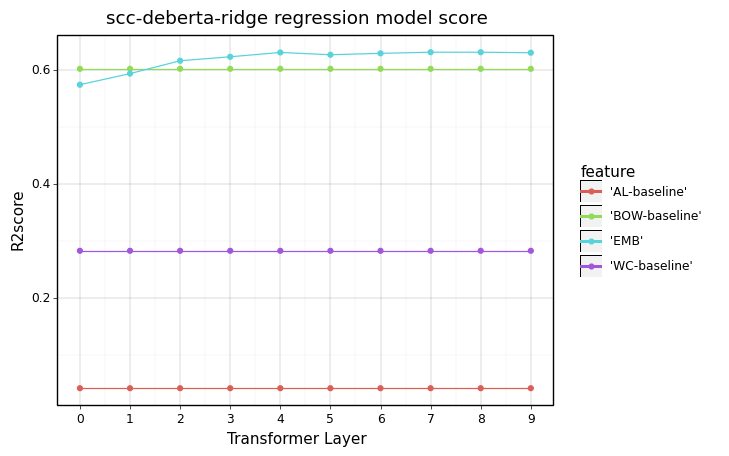 scc-deberta-ridge regression model score
R2score
0.6
0.4
0.2
0 1 2 3 4 5 6 7 8 9
Transformer Layer
feature
'AL-baseline'
'BOW-baseline'
'EMB'
'WC-baseline'